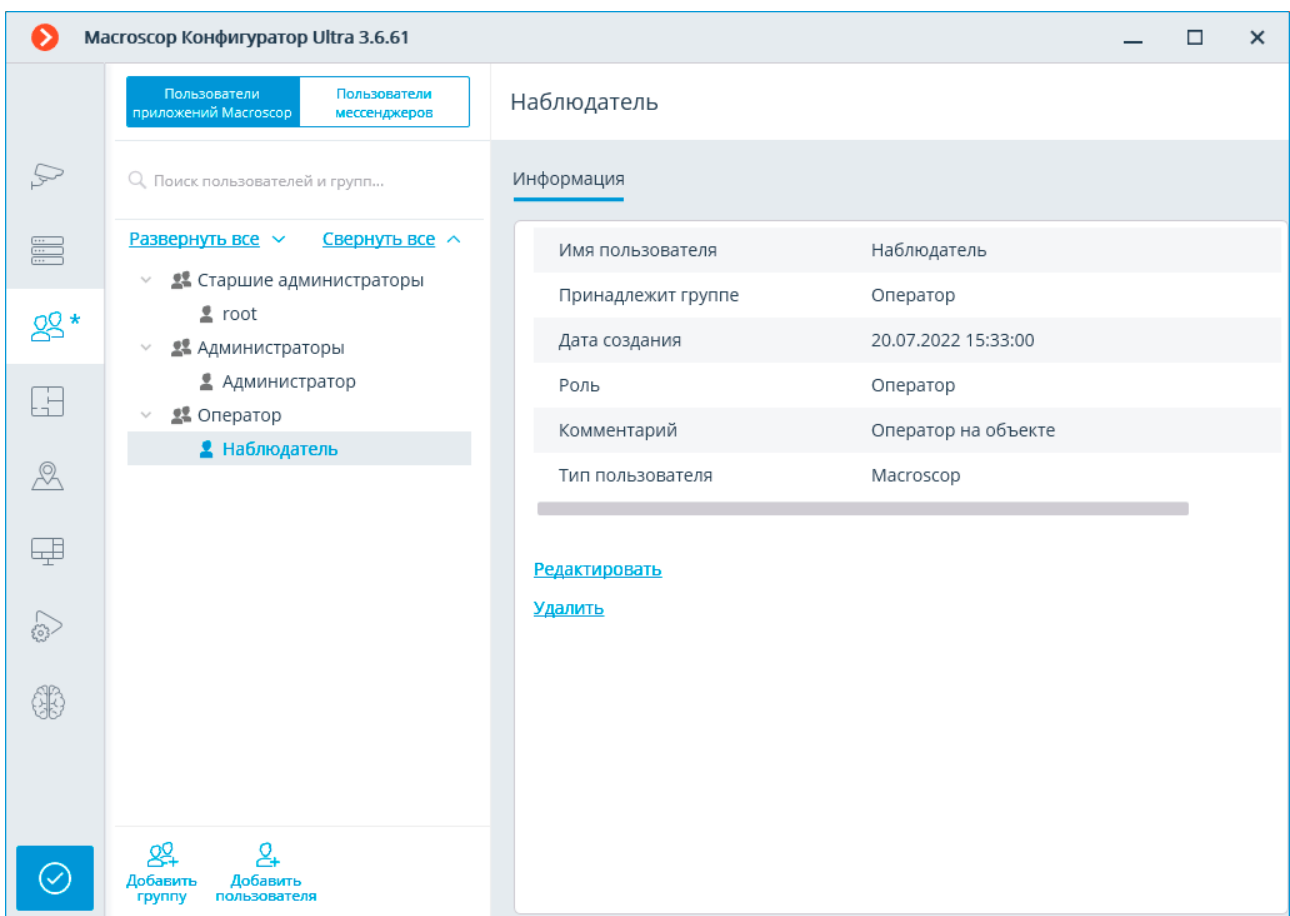 Macroscop Конфигуратор Ultra 3.6.61
Пользователи
приложений Macroscop
Пользователи
мессенджеров
Поиск пользователей и групп...
Развернуть все
Свернуть все
Старшие администраторы
root
Администраторы
Администратор
Оператор
Наблюдатель
Добавить
группу
Добавить
пользователя
Наблюдатель
Информация
Имя пользователя Наблюдатель
Принадлежит группе Оператор
Дата создания 20.07.2022 15:33:00
Роль Оператор
Комментарий Оператор на объекте
Тип пользователя Macroscop
Редактировать
Удалить